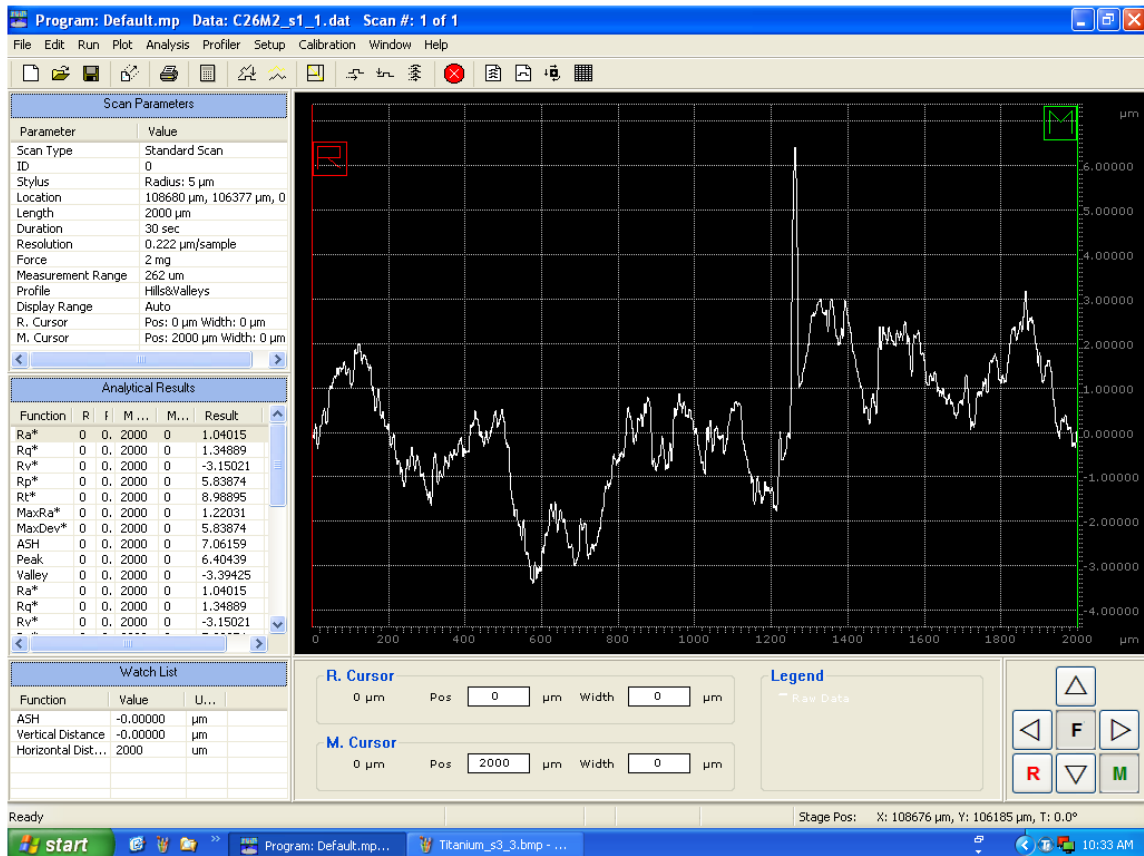 Program: Default.mp   Data: C26M2_s1_1.dat   Scan #: 1 of 1
File Edit Run Plot Analysis Profiler Setup Calibration Window Help
Scan Parameters
Parameter Value
Scan Type Standard Scan
ID 0
Stylus Radius: 5 µm
Location 108680 µm, 106377 µm, 0
Length 2000 µm
Duration 30 sec
Resolution 0.222 µm/sample
Force 2 mg
Measurement Range 262 um
Profile Hills&Valleys
Display Range Auto
R. Cursor Pos: 0 µm Width: 0 µm
M. Cursor Pos: 2000 µm Width: 0 µm
Analytical Results
Function R M ... M... Result
Ra* 0 0. 2000 0 1.04015
Rq* 0 0. 2000 0 1.34889
Rv* 0 0. 2000 0 -3.15021
Rp* 0 0. 2000 0 5.83874
Rt* 0 0. 2000 0 8.98895
MaxRa* 0 0. 2000 0 1.22031
MaxDev* 0 0. 2000 0 5.83874
ASH 0 0. 2000 0 7.06159
Peak 0 0. 2000 0 6.40439
Valley 0 0. 2000 0 -3.39425
Ra* 0 0. 2000 0 1.04015
Rq* 0 0. 2000 0 1.34889
Rv* 0 0. 2000 0 -3.15021
Watch List
Function Value U...
ASH -0.00000 µm
Vertical Distance -0.00000 µm
Horizontal Dist... 2000 um
R
M
µm
6.00000
5.00000
4.00000
3.00000
2.00000
1.00000
0.00000
-1.00000
-2.00000
-3.00000
-4.00000
0 200 400 600 800 1000 1200 1400 1600 1800 2000 µm
R. Cursor
0 µm Pos 0 µm Width 0 µm
M. Cursor
0 µm Pos 2000 µm Width 0 µm
Legend
Raw Data
F
R M
Ready
Stage Pos: X: 108676 µm, Y: 106185 µm, T: 0.0°
start
Program: Default.mp...
Titanium_s3_3.bmp - ...
10:33 AM